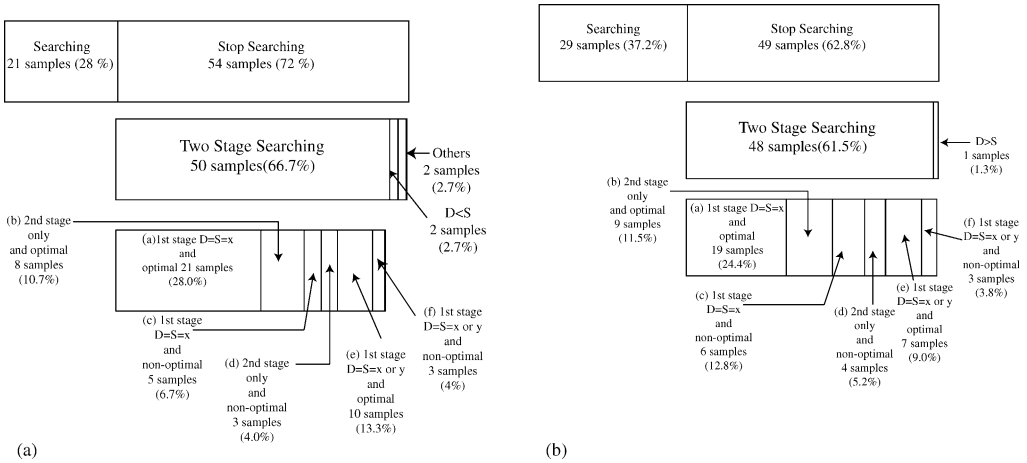 Searching
21 samples (28 %)
Stop Searching
54 samples (72 %)
Two Stage Searching
50 samples(66.7%)
Others
2 samples
(2.7%)
D<S
2 samples
(2.7%)
(b) 2nd stage
only
and optimal
8 samples
(10.7%)
(a)1st stage D=S=x
and
optimal 21 samples
(28.0%)
(c) 1st stage
D=S=x
and
non-optimal
5 samples
(6.7%)
(d) 2nd stage
only
and
non-optimal
3 samples
(4.0%)
(e) 1st stage
D=S=x or y
and
optimal
10 samples
(13.3%)
(f) 1st stage
D=S=x or y
and
non-optimal
3 samples
(4%)
(a)
Searching
29 samples (37.2%)
Stop Searching
49 samples (62.8%)
Two Stage Searching
48 samples(61.5%)
D>S
1 samples
(1.3%)
(b) 2nd stage
only
and optimal
9 samples
(11.5%)
(a) 1st stage D=S=x
and
optimal
19 samples
(24.4%)
(c) 1st stage
D=S=x
and
non-optimal
6 samples
(12.8%)
(d) 2nd stage
only
and
non-optimal
4 samples
(5.2%)
(e) 1st stage
D=S=x or y
and
optimal
7 samples
(9.0%)
(f) 1st stage
D=S=x or y
and
non-optimal
3 samples
(3.8%)
(b)